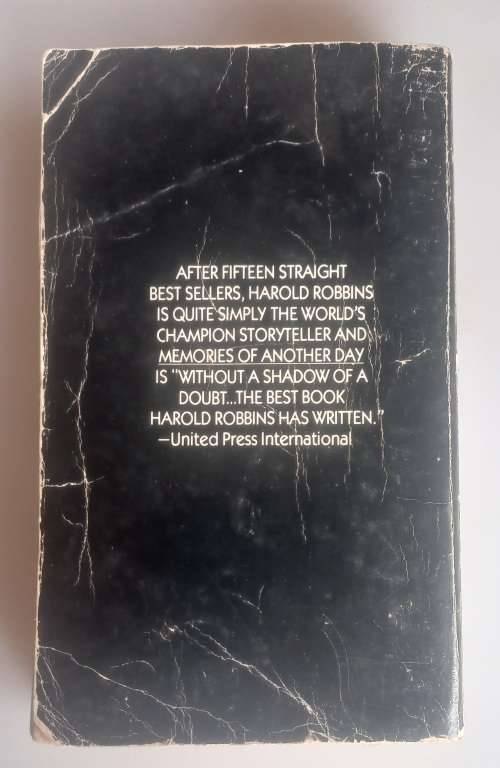 AFTER FIFTEEN STRAIGHT
BEST SELLERS, HAROLD ROBBINS
IS QUITE SIMPLY THE WORLD'S
CHAMPION STORYTELLER AND
MEMORIES OF ANOTHER DAY
IS "WITHOUT A SHADOW OF A
DOUBT...THE BEST BOOK
HAROLD ROBBINS HAS WRITTEN."
—United Press International